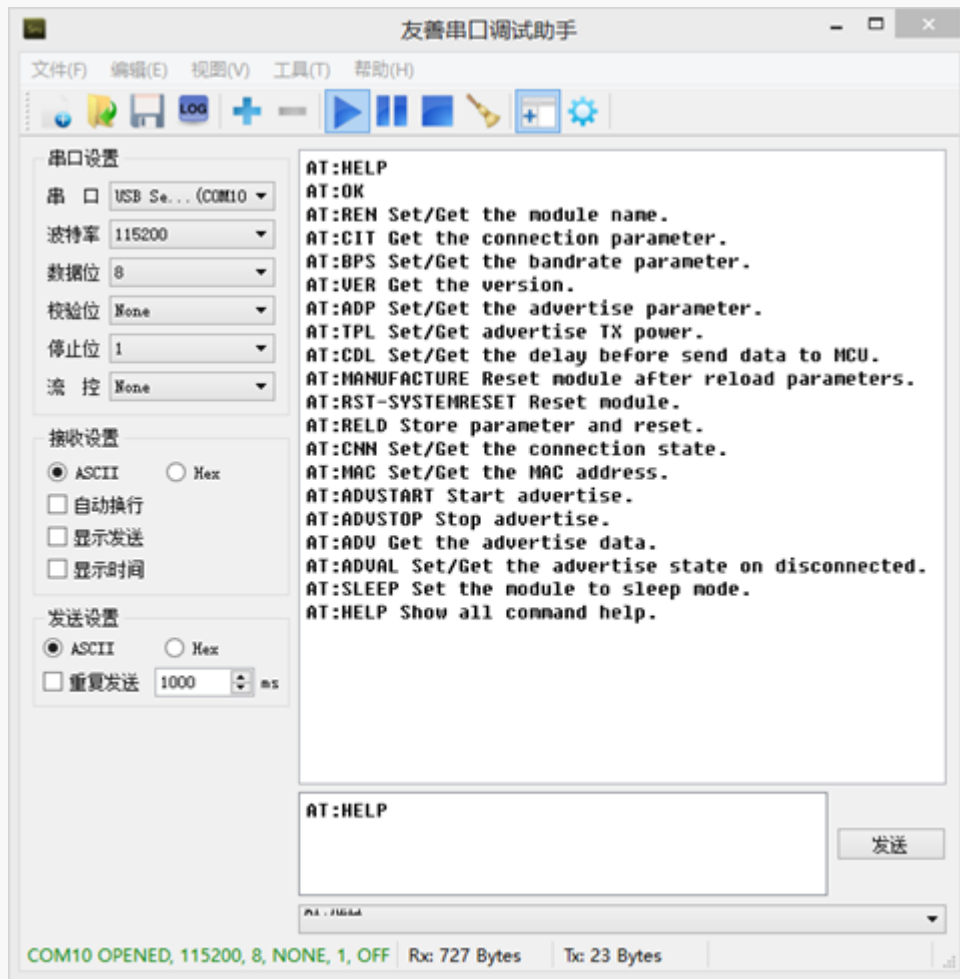 友善串口调试助手
文件(F) 编辑(E) 视图(V) 工具(T) 帮助(H)
LOG
串口设置
串 口 USB Se...(COM10
波特率 115200
数据位 8
校验位 None
停止位 1
流 控 None
接收设置
ASCII Hex
自动换行
显示发送
显示时间
发送设置
ASCII Hex
重复发送 1000 ms
AT:HELP
AT:OK
AT:REN Set/Get the module name.
AT:CIT Get the connection parameter.
AT:BPS Set/Get the bandrate parameter.
AT:VER Get the version.
AT:ADP Set/Get the advertise parameter.
AT:TPL Set/Get advertise TX power.
AT:CDL Set/Get the delay before send data to MCU.
AT:MANUFACTURE Reset module after reload parameters.
AT:RST-SYSTEMRESET Reset module.
AT:RELD Store parameter and reset.
AT:CNN Set/Get the connection state.
AT:MAC Set/Get the MAC address.
AT:ADVSTART Start advertise.
AT:ADVSTOP Stop advertise.
AT:ADV Get the advertise data.
AT:ADVAL Set/Get the advertise state on disconnected.
AT:SLEEP Set the module to sleep mode.
AT:HELP Show all command help.
AT:HELP
发送
COM10 OPENED, 115200, 8, NONE, 1, OFF Rx: 727 Bytes Tx: 23 Bytes